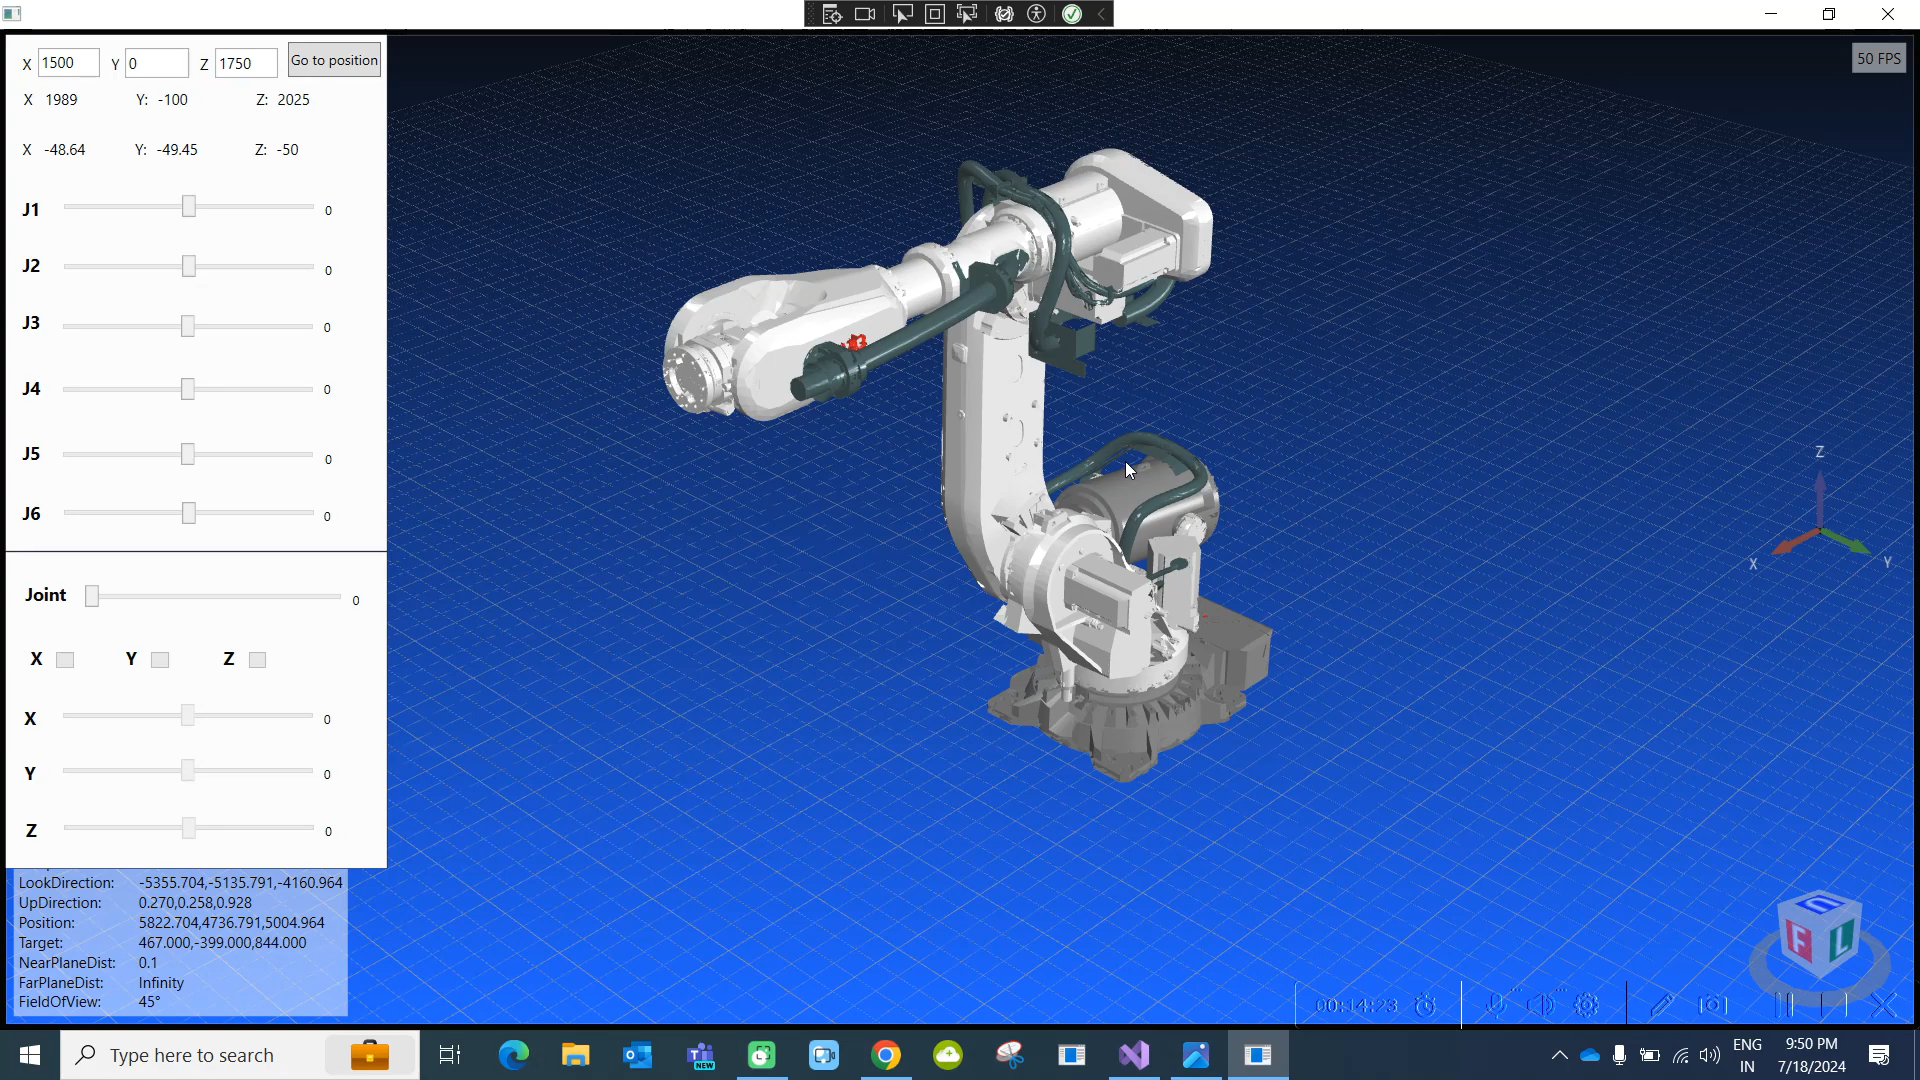 X 1500 Y 0 Z 1750 Go to position
X 1989 Y: -100 Z: 2025
X -48.64 Y: -49.45 Z: -50
J1 0
J2 0
J3 0
J4 0
J5 0
J6 0
Joint 0
X Y Z
X 0
Y 0
Z 0
LookDirection: -5355.704,-5135.791,-4160.964
UpDirection: 0.270,0.258,0.928
Position: 5822.704,4736.791,5004.964
Target: 467.000,-399.000,844.000
NearPlaneDist: 0.1
FarPlaneDist: Infinity
FieldOfView: 45°
50 FPS
Z
X Y
U
F L
00:14:23
Type here to search
NEW
ENG
IN
9:50 PM
7/18/2024